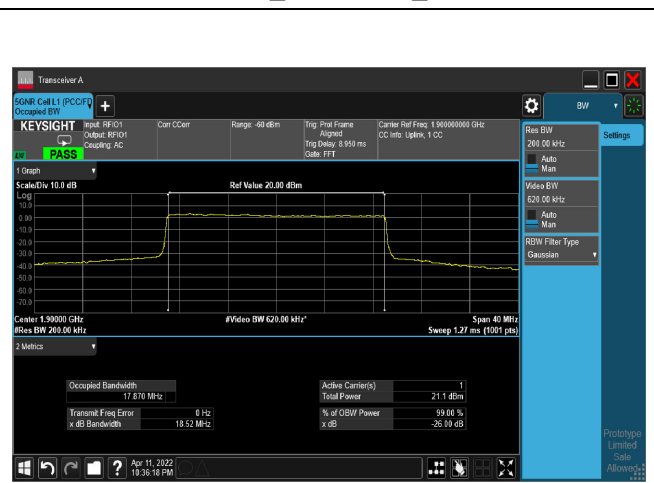 Transceiver A
5GNR Cell L1 (PCC/FD
Occupied BW
+
BW
KEYSIGHT
Input: RFIO1
Output: RFIO1
Coupling: AC
Corr CCorr
Range: -60 dBm
Trig: Prot Frame
Aligned
Trig Delay: 8.950 ms
Gate: FFT
Carrier Ref Freq: 1.900000000 GHz
CC Info: Uplink, 1 CC
PASS
Res BW
200.00 kHz
Auto
Man
Settings
Video BW
620.00 kHz
Auto
Man
RBW Filter Type
Gaussian
1 Graph
Scale/Div 10.0 dB
Ref Value 20.00 dBm
Log
10.0
0.00
-10.0
-20.0
-30.0
-40.0
-50.0
-60.0
-70.0
Center 1.90000 GHz
#Video BW 620.00 kHz*
Span 40 MHz
#Res BW 200.00 kHz
Sweep 1.27 ms (1001 pts)
2 Metrics
Occupied Bandwidth
17.870 MHz
Active Carrier(s) 1
Total Power 21.1 dBm
Transmit Freq Error 0 Hz
x dB Bandwidth 18.52 MHz
% of OBW Power 99.00 %
x dB -26.00 dB
Prototype
Limited
Sale
Allowed
?
Apr 11, 2022
10:36:18 PM